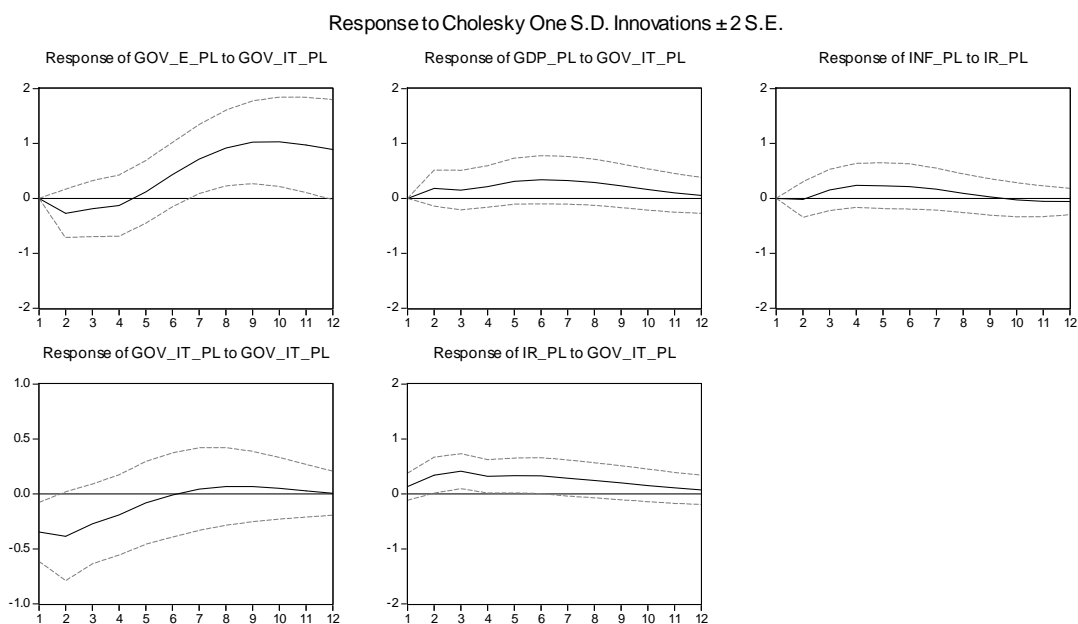 Response to Cholesky One S.D. Innovations ± 2 S.E.
Response of GOV_E_PL to GOV_IT_PL
2
1
0
-1
-2
1 2 3 4 5 6 7 8 9 10 11 12
Response of GDP_PL to GOV_IT_PL
2
1
0
-1
-2
1 2 3 4 5 6 7 8 9 10 11 12
Response of INF_PL to IR_PL
2
1
0
-1
-2
1 2 3 4 5 6 7 8 9 10 11 12
Response of GOV_IT_PL to GOV_IT_PL
1.0
0.5
0.0
-0.5
-1.0
1 2 3 4 5 6 7 8 9 10 11 12
Response of IR_PL to GOV_IT_PL
2
1
0
-1
-2
1 2 3 4 5 6 7 8 9 10 11 12